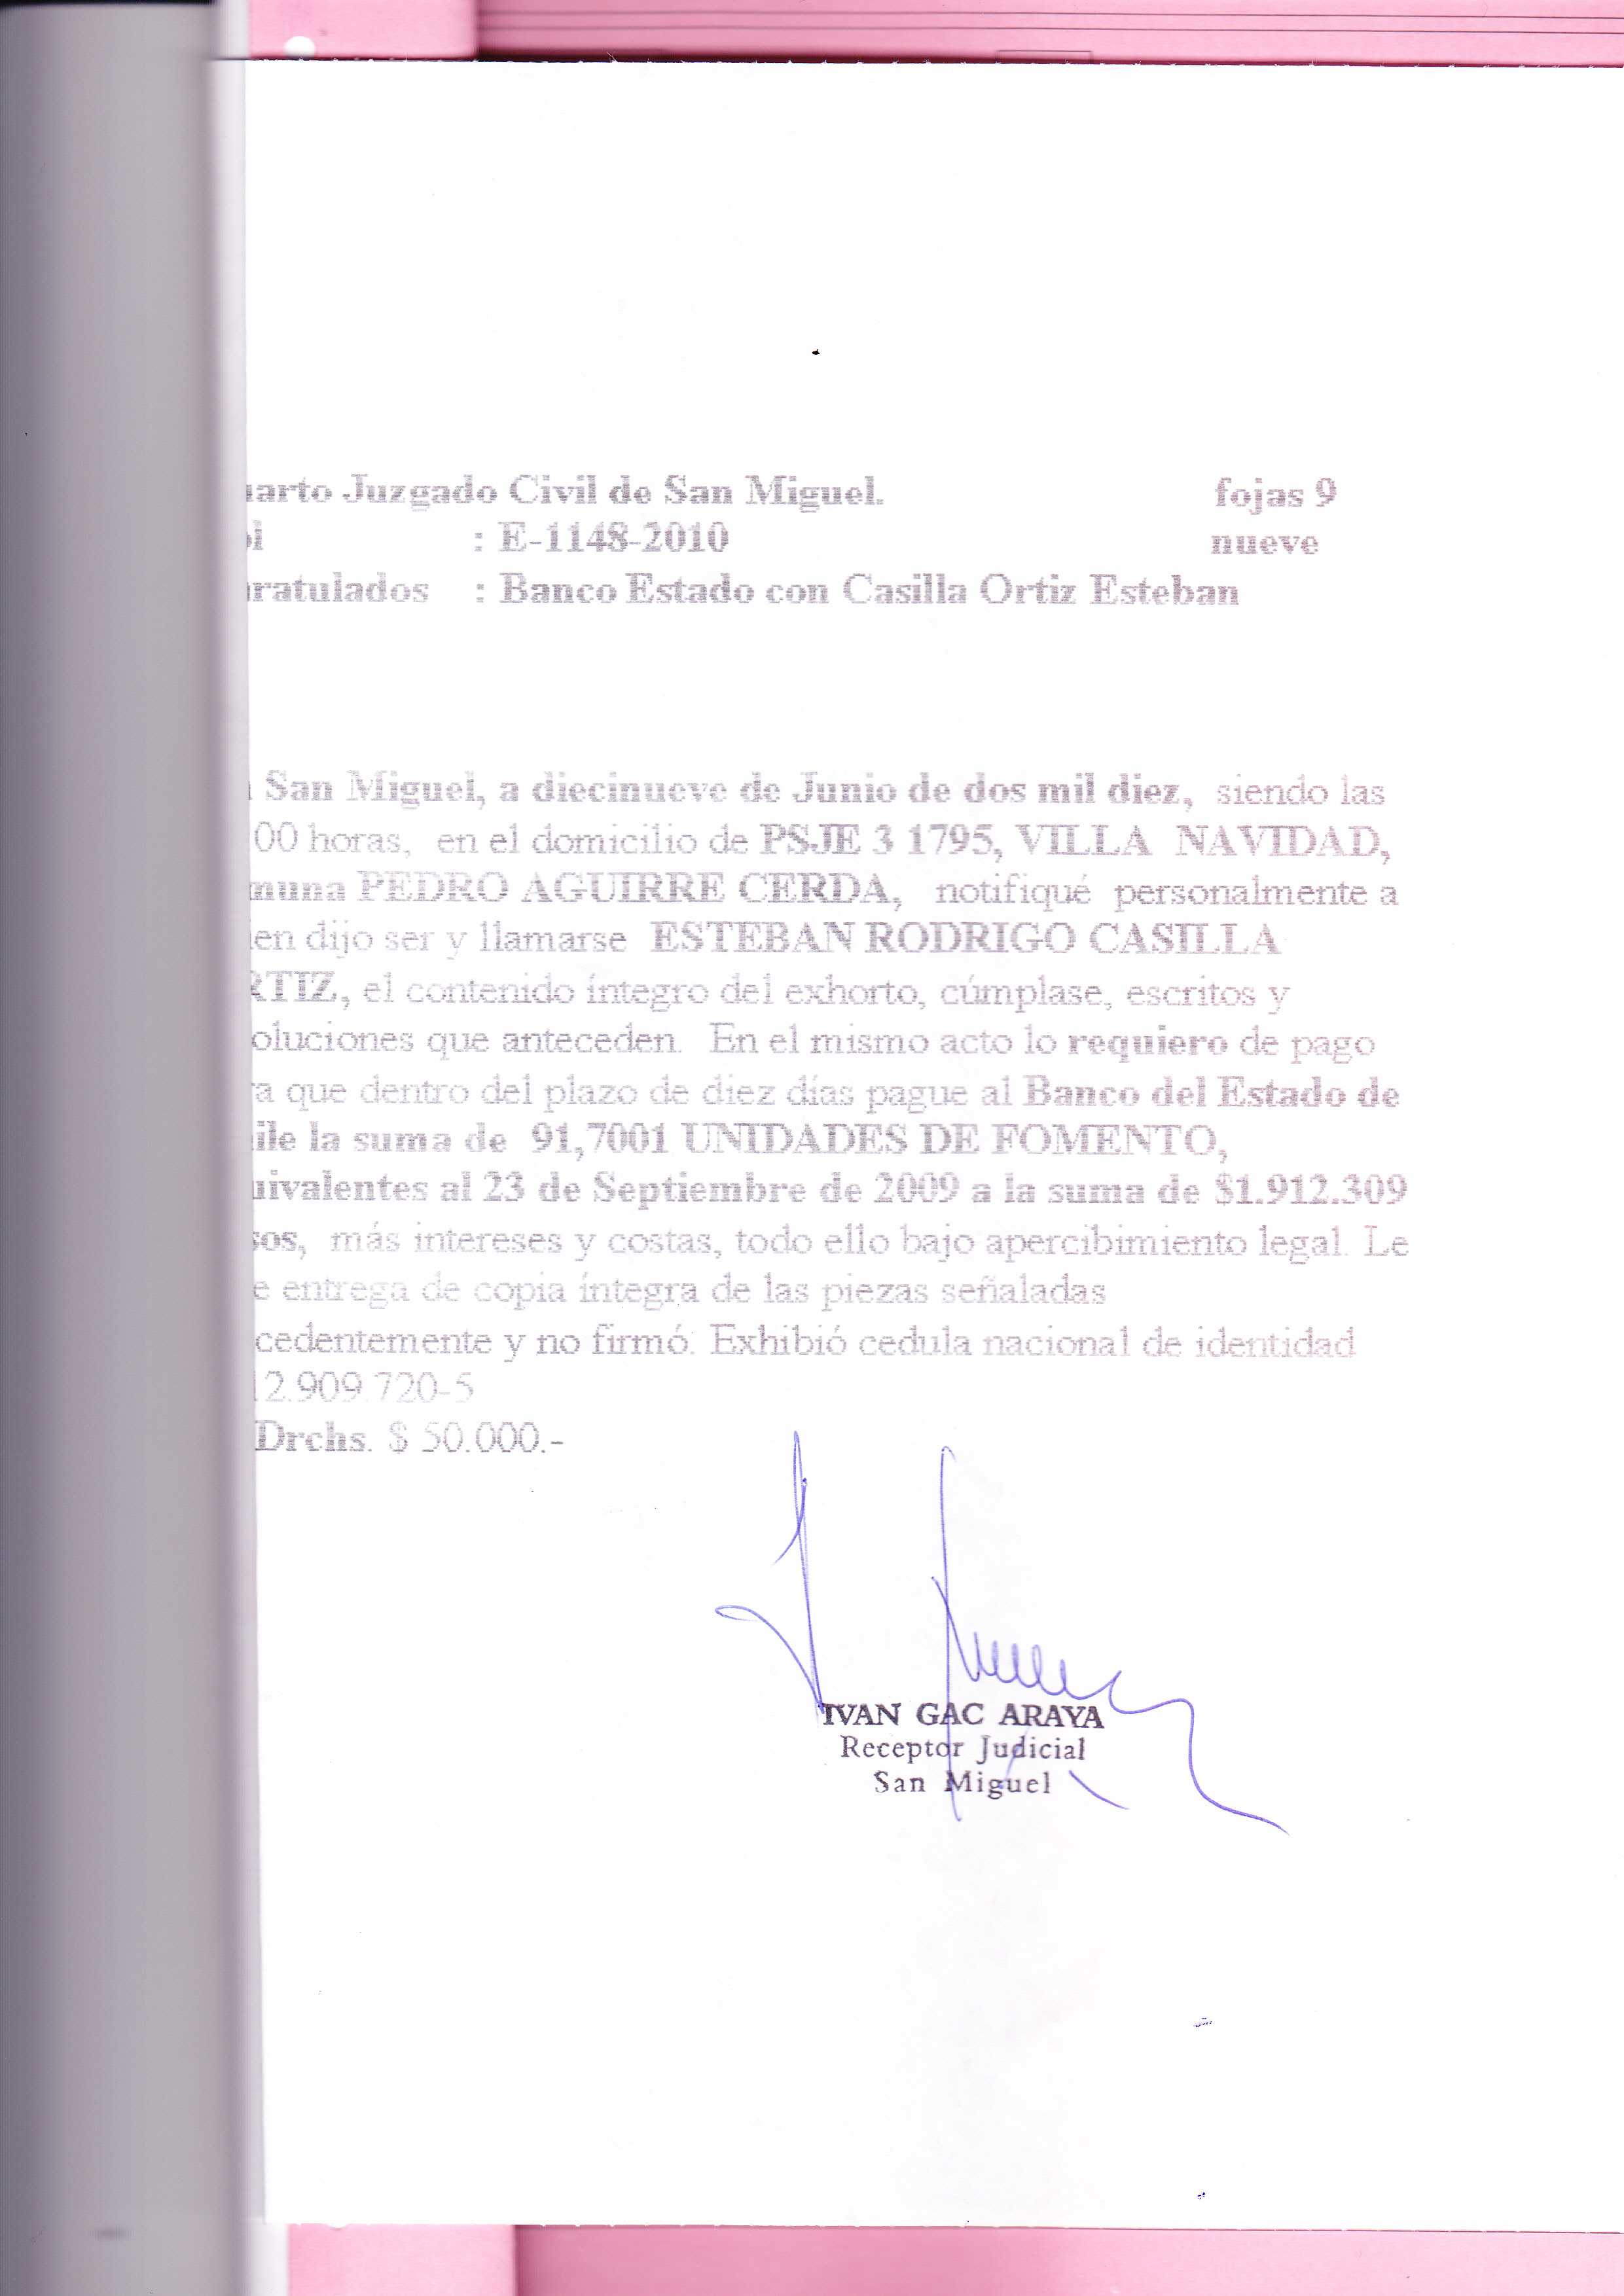 uarto Juzgado Civil de San Miguel. fojas 9
ol : E-1148-2010 nueve
ratulados : Banco Estado con Casilla Ortiz Esteban
San Miguel, a diecinueve de Junio de dos mil diez, siendo las
00 horas, en el domicilio de PSJE 3 1795, VILLA NAVIDAD,
muna PEDRO AGUIRRE CERDA, notifiqué personalmente a
ien dijo ser y llamarse ESTEBAN RODRIGO CASILLA
RTIZ, el contenido íntegro del exhorto, cúmplase, escritos y
oluciones que anteceden. En el mismo acto lo requiero de pago
ra que dentro del plazo de diez días pague al Banco del Estado de
ile la suma de 91,7001 UNIDADES DE FOMENTO,
uivalentes al 23 de Septiembre de 2009 a la suma de $1.912.309
sos, más intereses y costas, todo ello bajo apercibimiento legal. Le
e entrega de copia íntegra de las piezas señaladas
cedentemente y no firmó. Exhibió cedula nacional de identidad
12.909.720-5
Drchs. $ 50.000.-
IVAN GAC ARAYA
Receptor Judicial
San Miguel